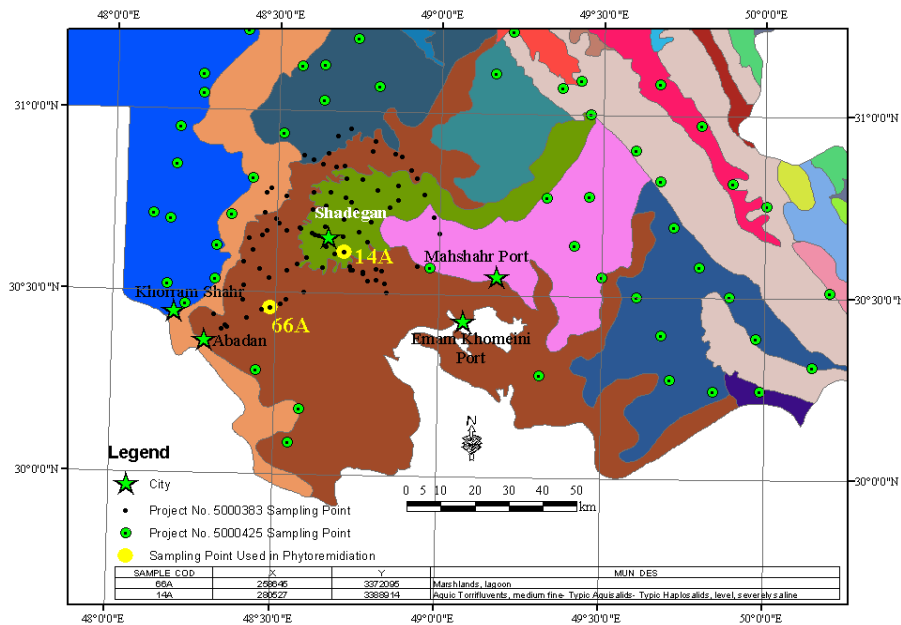 48°0'0"E 48°30'0"E 49°0'0"E 49°30'0"E 50°0'0"E
31°0'0"N 31°0'0"N
Shadegan
14A
Mahshahr Port
30°30'0"N 30°30'0"N
Khorram Shahr
66A
Abadan
Emam Khomeini
Port
N
Legend
30°0'0"N 30°0'0"N
City
0 5 10 20 30 40 50
km
Project No. 5000383 Sampling Point
Project No. 5000425 Sampling Point
Sampling Point Used in Phytoremidiation
SAMPLE COD X Y MUN DES
66A 258645 3372095 Marshlands, lagoon
14A 280527 3388914 Aquic Torrifluvents, medium fine- Typic Aquisalids- Typic Haplosalids, level, severely saline
48°0'0"E 48°30'0"E 49°0'0"E 49°30'0"E 50°0'0"E